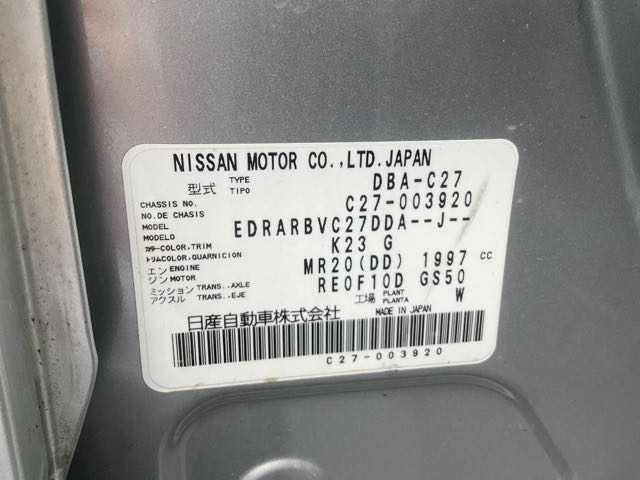 NISSAN MOTOR CO.,LTD.JAPAN
型式 TYPE TIPO DBA-C27
CHASSIS NO. NO.DE CHASIS C27-003920
MODEL MODELO EDRARBVC27DDA--J--
カラー COLOR,TRIM トリム COLOR,GUARNICION K23 G
エンジン ENGINE MOTOR MR20(DD) 1997 CC
ミッション アクスル TRANS.,AXLE TRANS.,EJE RE0F10D GS50
工場 PLANT PLANTA W
日産自動車株式会社 MADE IN JAPAN
C27-003920